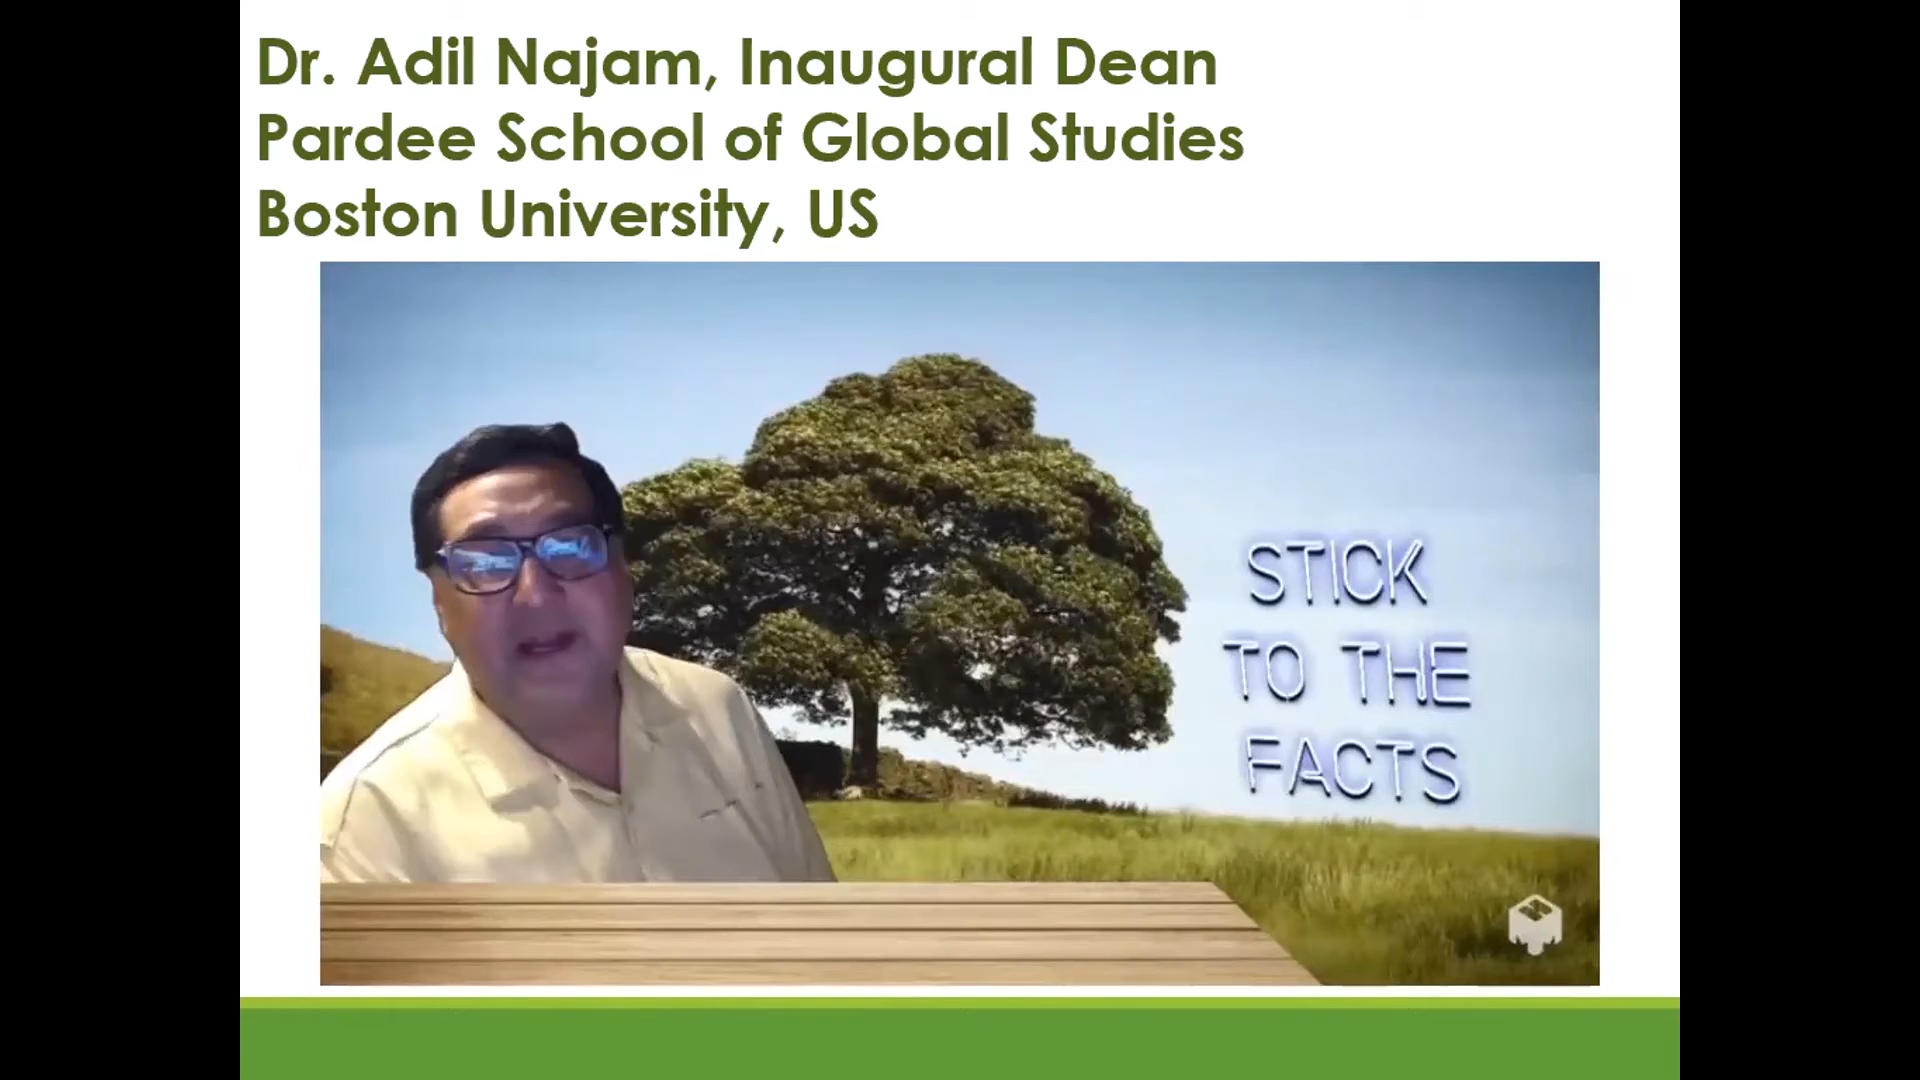 Dr. Adil Najam, Inaugural Dean
Pardee School of Global Studies
Boston University, US
STICK
TO THE
FACTS